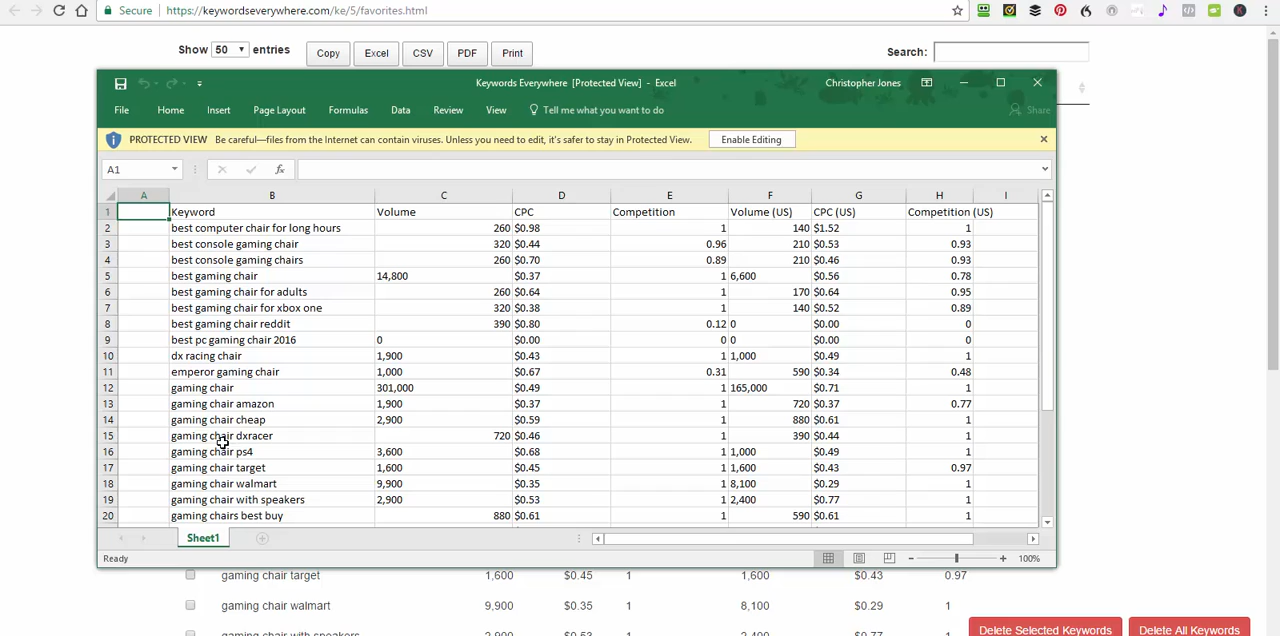 Secure https://keywordseverywhere.com/ke/5/favorites.html
Show 50 entries Copy Excel CSV PDF Print Search:
Keywords Everywhere [Protected View] - Excel Christopher Jones
File Home Insert Page Layout Formulas Data Review View Tell me what you want to do Share
PROTECTED VIEW Be careful—files from the Internet can contain viruses. Unless you need to edit, it's safer to stay in Protected View. Enable Editing
A1 fx
A B C D E F G H I
1 Keyword Volume CPC Competition Volume (US) CPC (US) Competition (US)
2 best computer chair for long hours 260 $0.98 1 140 $1.52 1
3 best console gaming chair 320 $0.44 0.96 210 $0.53 0.93
4 best console gaming chairs 260 $0.70 0.89 210 $0.46 0.93
5 best gaming chair 14,800 $0.37 1 6,600 $0.56 0.78
6 best gaming chair for adults 260 $0.64 1 170 $0.64 0.95
7 best gaming chair for xbox one 320 $0.38 1 140 $0.52 0.89
8 best gaming chair reddit 390 $0.80 0.12 0 $0.00 0
9 best pc gaming chair 2016 0 $0.00 0 0 $0.00 0
10 dx racing chair 1,900 $0.43 1 1,000 $0.49 1
11 emperor gaming chair 1,000 $0.67 0.31 590 $0.34 0.48
12 gaming chair 301,000 $0.49 1 165,000 $0.71 1
13 gaming chair amazon 1,900 $0.37 1 720 $0.37 0.77
14 gaming chair cheap 2,900 $0.59 1 880 $0.61 1
15 gaming chair dxracer 720 $0.46 1 390 $0.44 1
16 gaming chair ps4 3,600 $0.68 1 1,000 $0.49 1
17 gaming chair target 1,600 $0.45 1 1,600 $0.43 0.97
18 gaming chair walmart 9,900 $0.35 1 8,100 $0.29 1
19 gaming chair with speakers 2,900 $0.53 1 2,400 $0.77 1
20 gaming chairs best buy 880 $0.61 1 590 $0.61 1
Sheet1
Ready 100%
gaming chair target 1,600 $0.45 1 1,600 $0.43 0.97
gaming chair walmart 9,900 $0.35 1 8,100 $0.29 1
gaming chair with speakers 2,900 $0.53 1 2,400 $0.77 1
Delete Selected Keywords Delete All Keywords